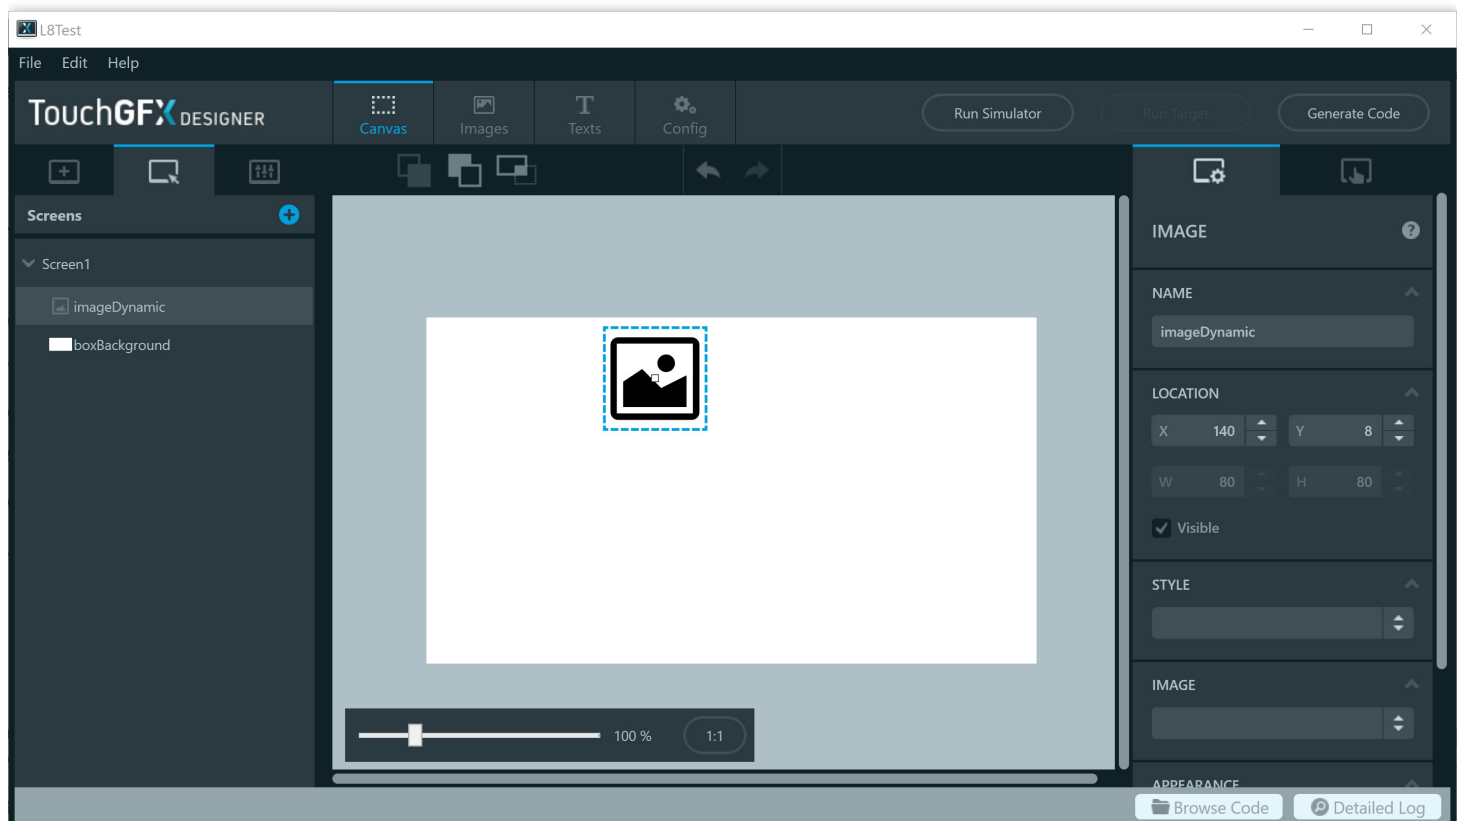 L8Test
File Edit Help
TouchGFX DESIGNER
Canvas Images Texts Config
Run Simulator Run Target Generate Code
Screens
Screen1
imageDynamic
boxBackground
100 % 1:1
IMAGE ?
NAME
imageDynamic
LOCATION
X 140 Y 8
W 80 H 80
Visible
STYLE
IMAGE
APPEARANCE
Browse Code Detailed Log